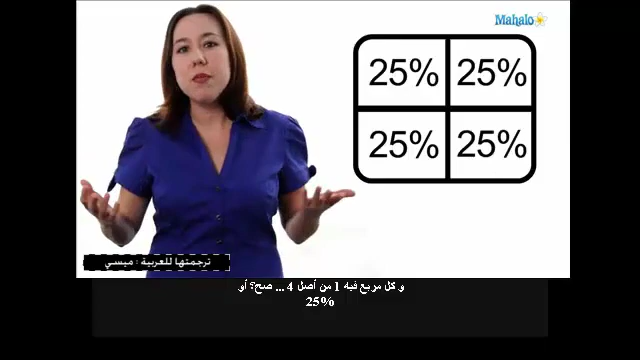 Mahalo
25% 25%
25% 25%
ترجمتها للعربية : ميسي
و كل مربع فيه 1 من أصل 4 ... صح؟ أو
25%